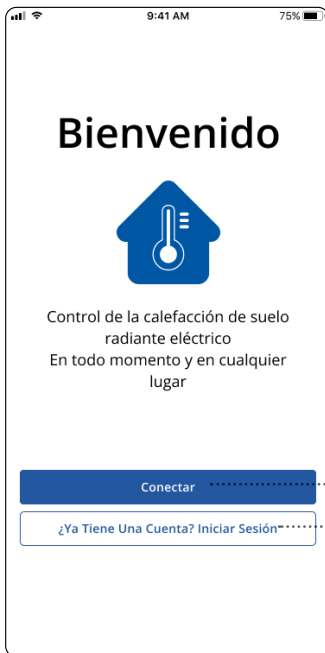 9:41 AM 75%
Bienvenido
Control de la calefacción de suelo
radiante eléctrico
En todo momento y en cualquier
lugar
Conectar
¿Ya Tiene Una Cuenta? Iniciar Sesión